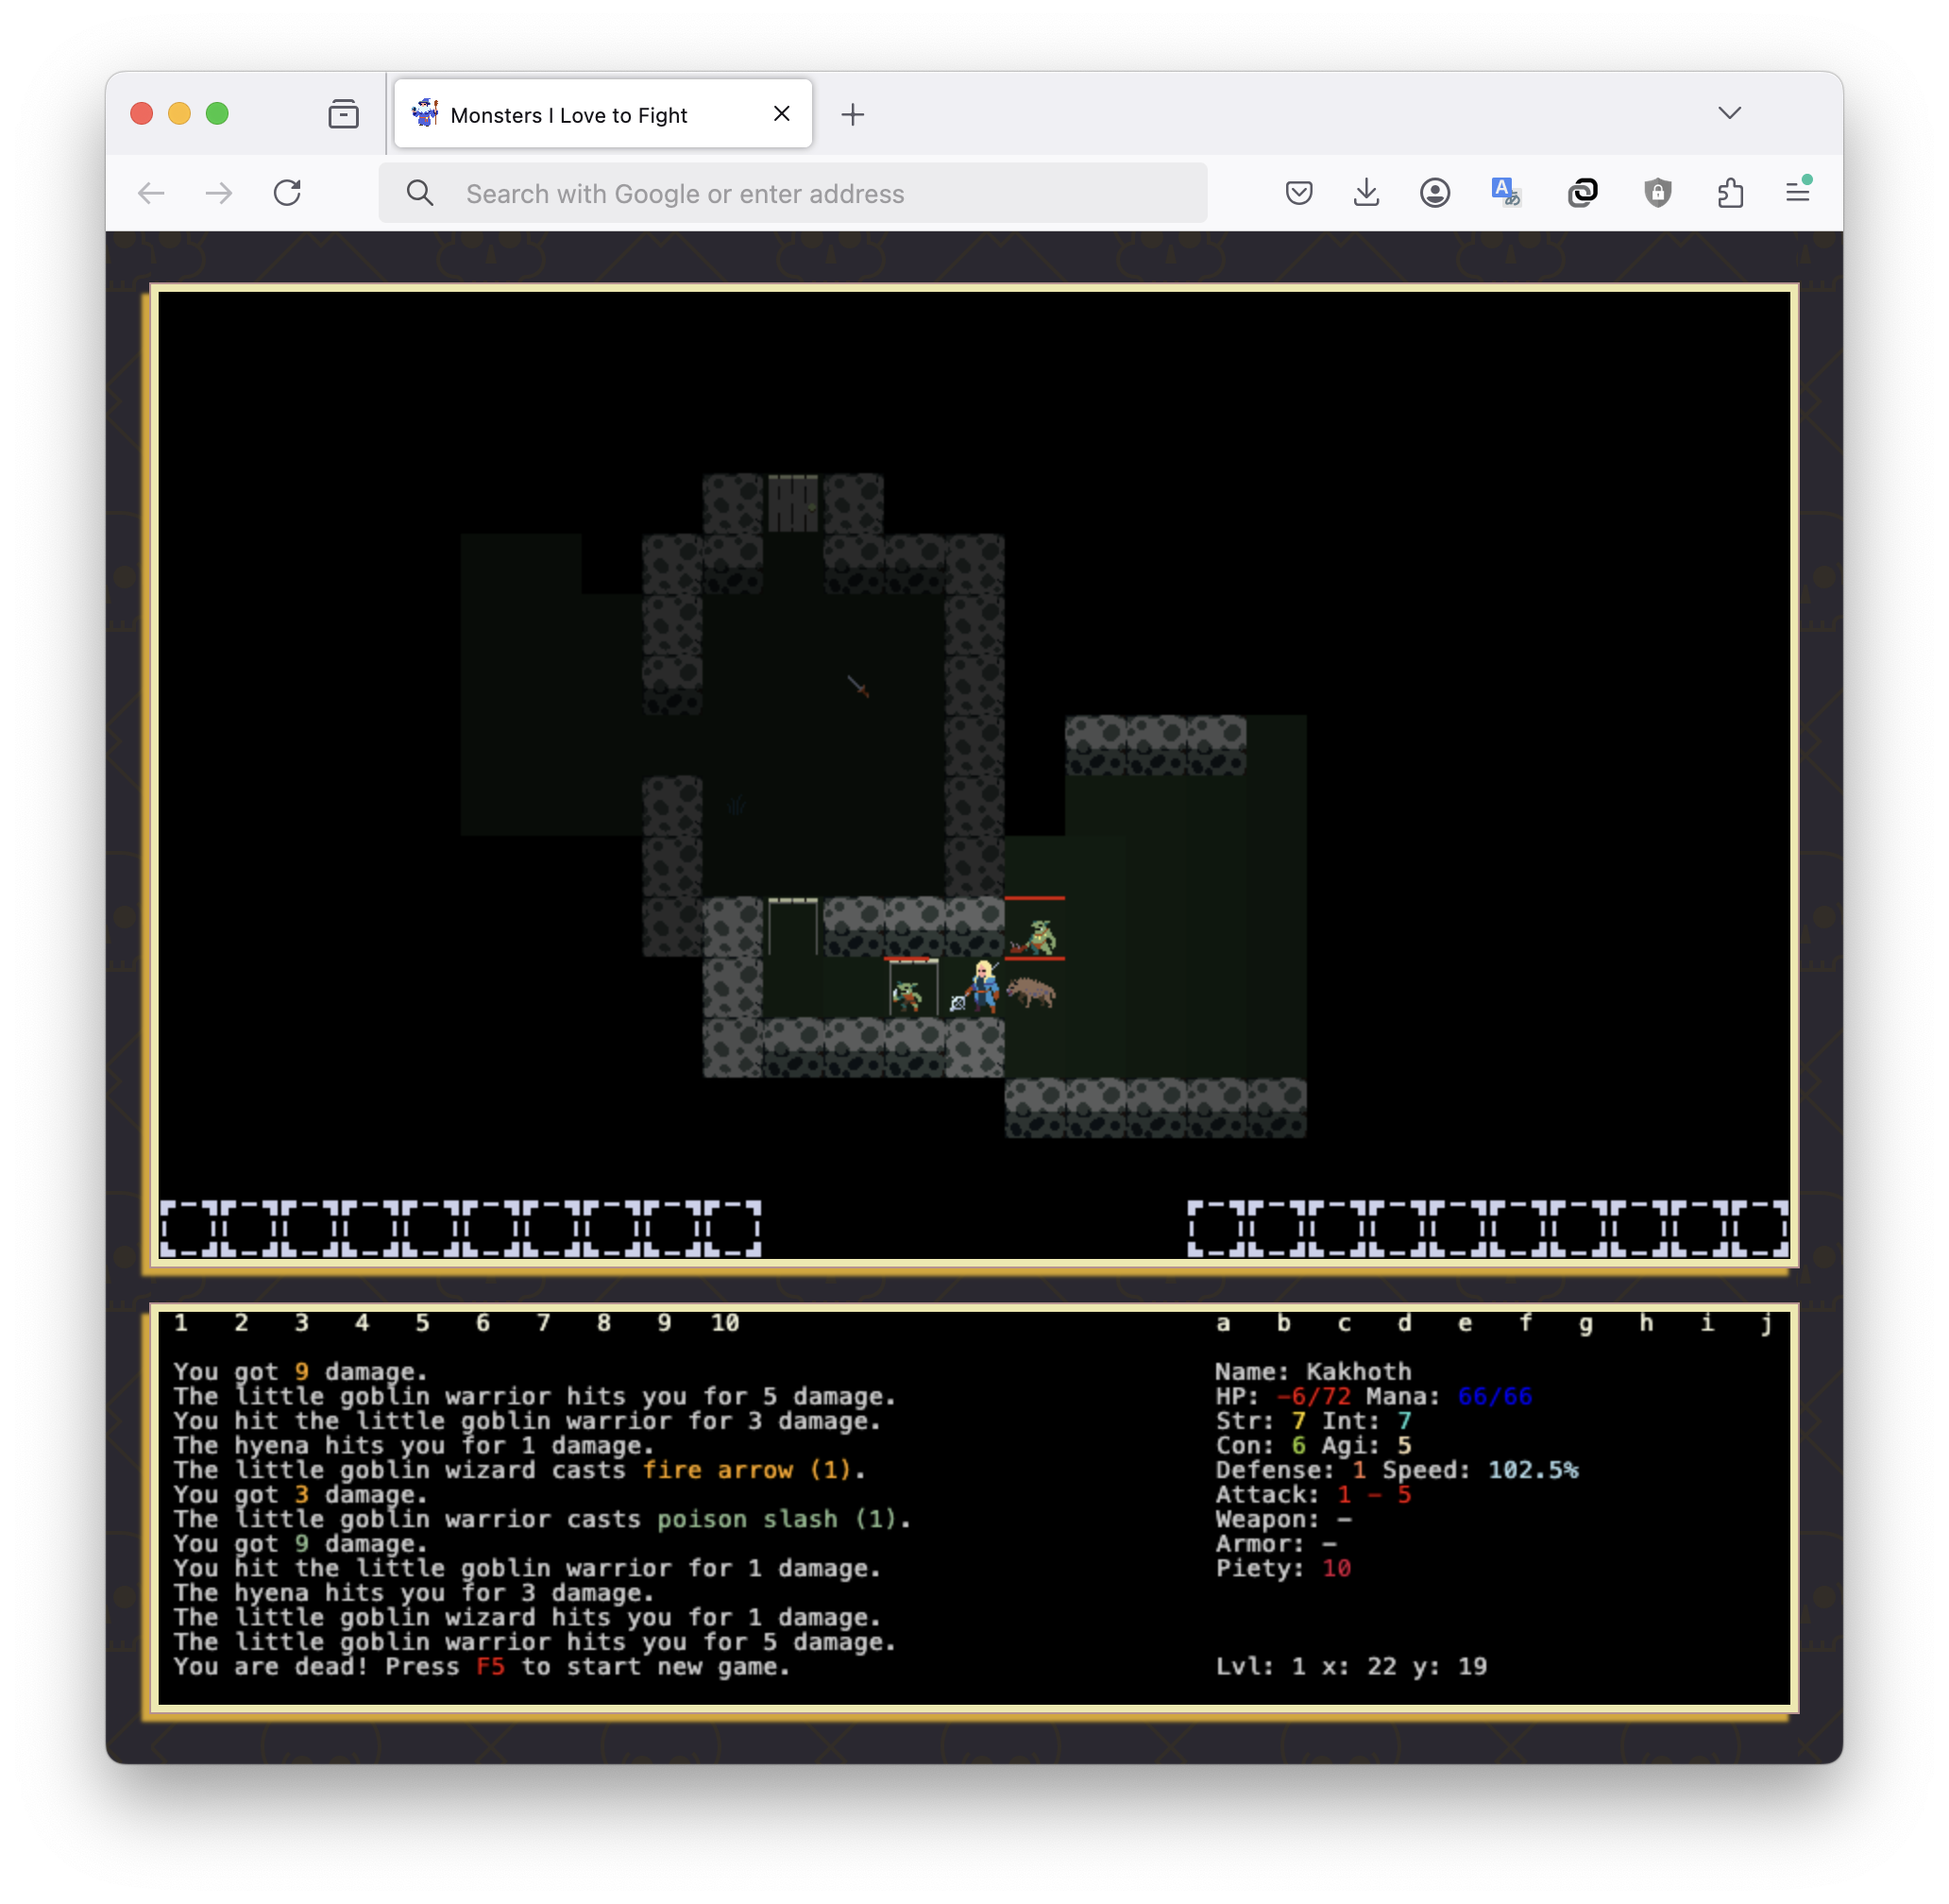 Monsters I Love to Fight
Search with Google or enter address
1 2 3 4 5 6 7 8 9 10 a b c d e f g h i j
You got 9 damage.
The little goblin warrior hits you for 5 damage.
You hit the little goblin warrior for 3 damage.
The hyena hits you for 1 damage.
The little goblin wizard casts fire arrow (1).
You got 3 damage.
The little goblin warrior casts poison slash (1).
You got 9 damage.
You hit the little goblin warrior for 1 damage.
The hyena hits you for 3 damage.
The little goblin wizard hits you for 1 damage.
The little goblin warrior hits you for 5 damage.
You are dead! Press F5 to start new game.
Name: Kakhoth
HP: -6/72 Mana: 66/66
Str: 7 Int: 7
Con: 6 Agi: 5
Defense: 1 Speed: 102.5%
Attack: 1 - 5
Weapon: -
Armor: -
Piety: 10
Lvl: 1 x: 22 y: 19